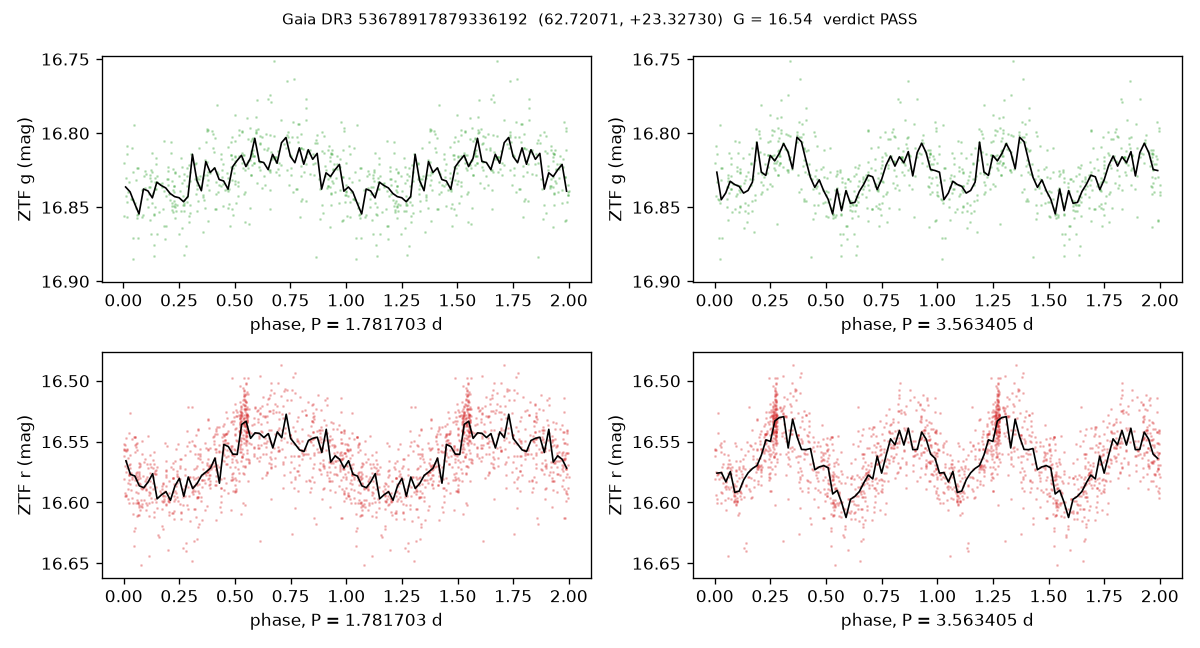 Gaia DR3 53678917879336192 (62.72071, +23.32730) G = 16.54 verdict PASS
ZTF g (mag)
16.75
16.80
16.85
16.90
0.00 0.25 0.50 0.75 1.00 1.25 1.50 1.75 2.00
phase, P = 1.781703 d
ZTF g (mag)
16.75
16.80
16.85
16.90
0.00 0.25 0.50 0.75 1.00 1.25 1.50 1.75 2.00
phase, P = 3.563405 d
ZTF r (mag)
16.50
16.55
16.60
16.65
0.00 0.25 0.50 0.75 1.00 1.25 1.50 1.75 2.00
phase, P = 1.781703 d
ZTF r (mag)
16.50
16.55
16.60
16.65
0.00 0.25 0.50 0.75 1.00 1.25 1.50 1.75 2.00
phase, P = 3.563405 d